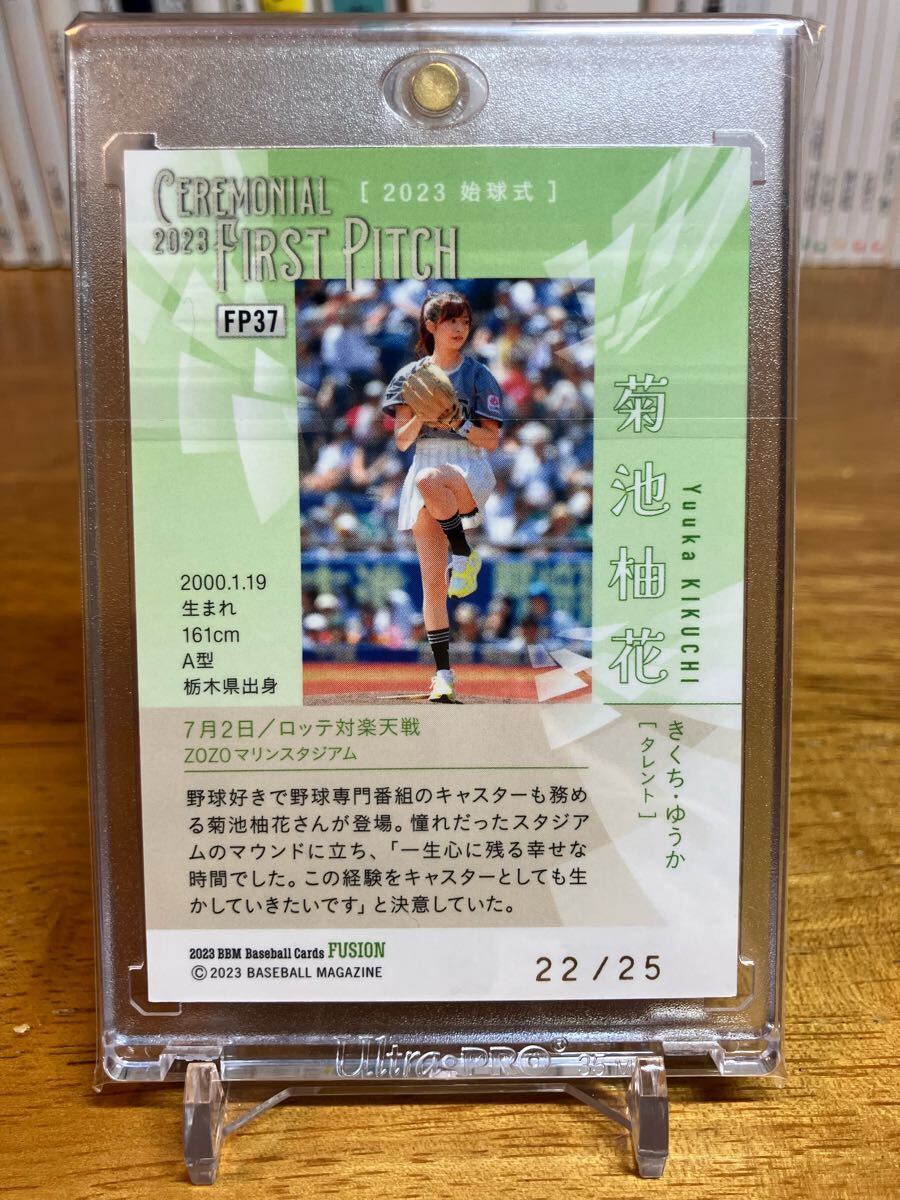 CEREMONIAL
2023 FIRST PITCH
[ 2023 始球式 ]
FP37
菊池柚花
Yuuka KIKUCHI
きくち・ゆうか
[ タレント ]
2000.1.19
生まれ
161cm
A型
栃木県出身
7月2日/ロッテ対楽天戦
ZOZOマリンスタジアム
野球好きで野球専門番組のキャスターも務め
る菊池柚花さんが登場。憧れだったスタジア
ムのマウンドに立ち、「一生心に残る幸せな
時間でした。この経験をキャスターとしても生
かしていきたいです」と決意していた。
2023 BBM Baseball Cards FUSION
© 2023 BASEBALL MAGAZINE
22/25
Ultra•PRO®